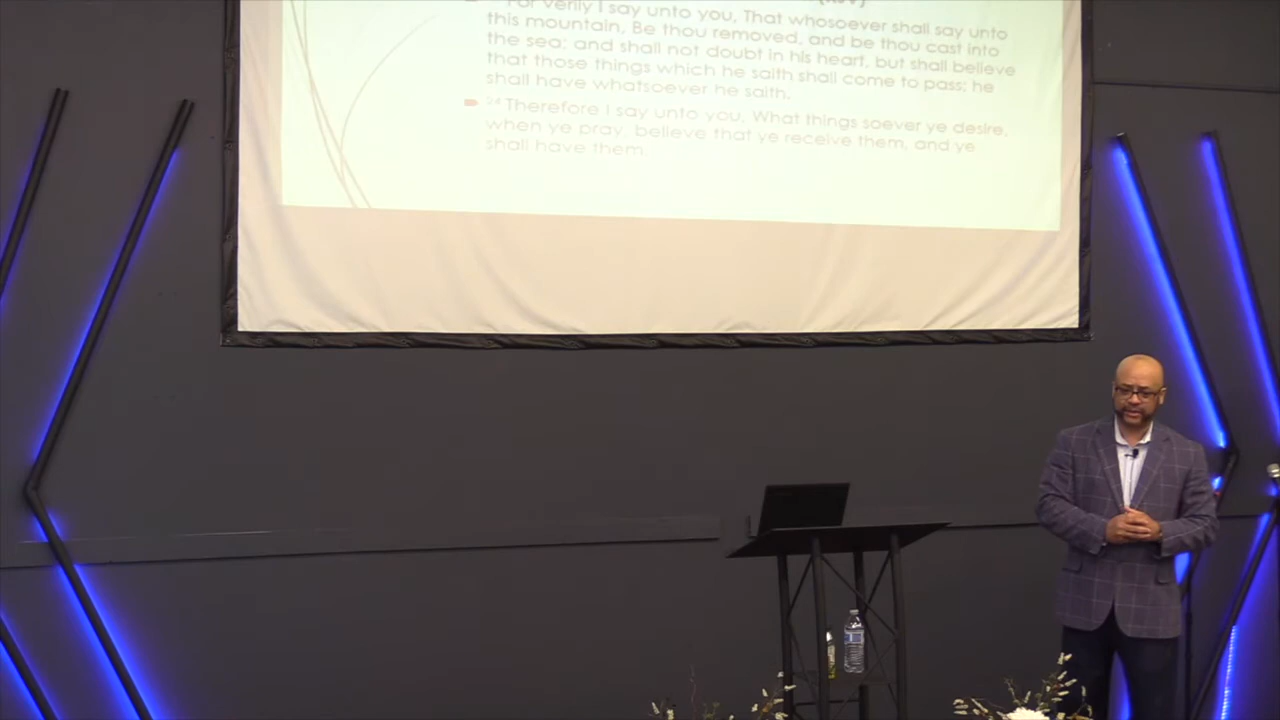 For verily I say unto you, That whosoever shall say unto
this mountain, Be thou removed, and be thou cast into
the sea; and shall not doubt in his heart, but shall believe
that those things which he saith shall come to pass; he
shall have whatsoever he saith.
24 Therefore I say unto you, What things soever ye desire,
when ye pray, believe that ye receive them, and ye
shall have them.